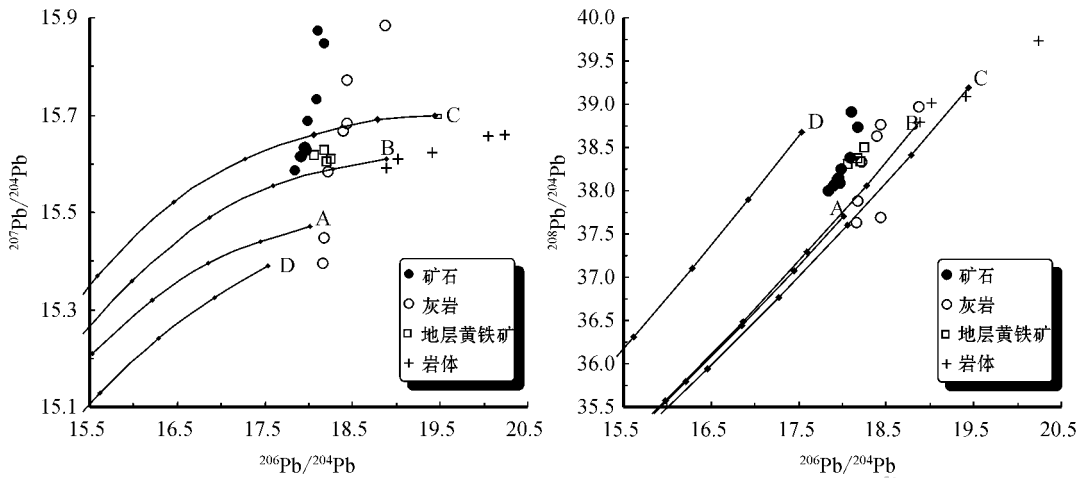 15.9
15.7
15.5
15.3
15.1
²⁰⁷Pb/²⁰⁴Pb
C
B
A
D
矿石
灰岩
地层黄铁矿
岩体
15.5 16.5 17.5 18.5 19.5 20.5
²⁰⁶Pb/²⁰⁴Pb
40.0
39.5
39.0
38.5
38.0
37.5
37.0
36.5
36.0
35.5
²⁰⁸Pb/²⁰⁴Pb
C
D
B
A
矿石
灰岩
地层黄铁矿
岩体
15.5 16.5 17.5 18.5 19.5 20.5
²⁰⁶Pb/²⁰⁴Pb